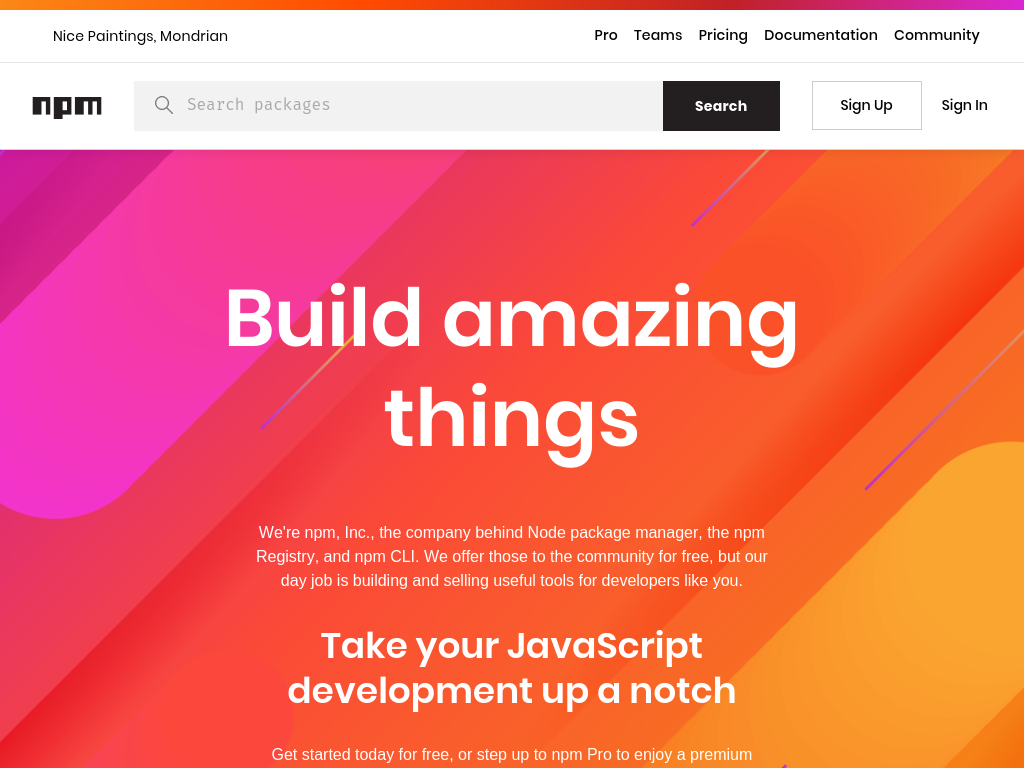 Nice Paintings, Mondrian
Pro Teams Pricing Documentation Community
npm
Search packages
Search
Sign Up
Sign In
Build amazing
things
We're npm, Inc., the company behind Node package manager, the npm
Registry, and npm CLI. We offer those to the community for free, but our
day job is building and selling useful tools for developers like you.
Take your JavaScript
development up a notch
Get started today for free, or step up to npm Pro to enjoy a premium